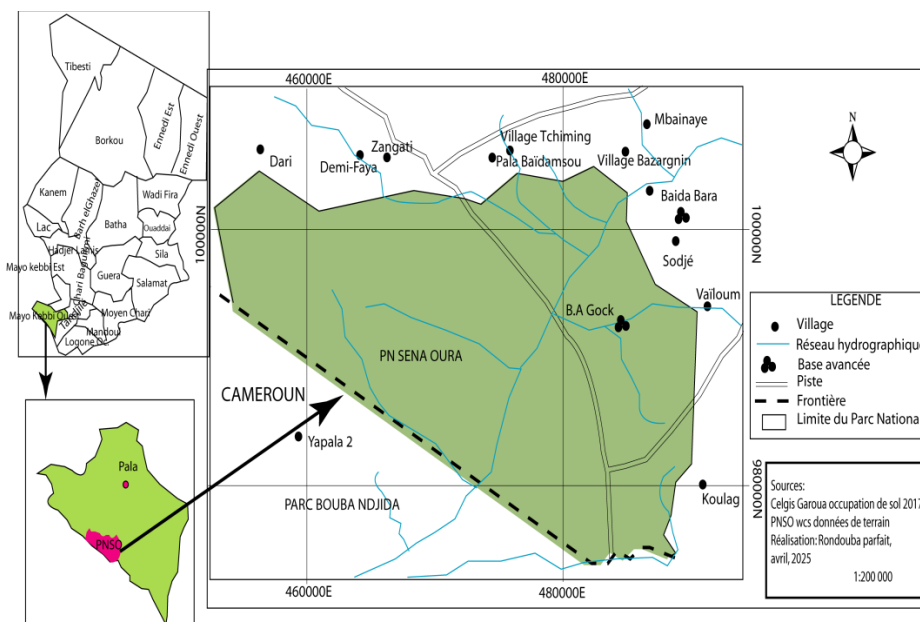 Tibesti
Borkou
Ennedi Est
Ennedi Ouest
Kanem
Barh elGhazel
Wadi Fira
Batha
Lac
Ouaddai
Hadjer Lamis
Mayo kebbi Est
Chari Baguirmi
Guera
Sila
Salamat
Mayo Kebbi Oue
Tandjile
Moyen Chari
Mandoul
Logone Oc.
Pala
PNSO
460000E
480000E
Mbainaye
Village Tchiming
Dari
Zangati
Demi-Faya
Pala Baïdamsou
Village Bazargnin
Baida Bara
1000000N
1000000N
Sodjé
Vaïloum
B.A Gock
PN SENA OURA
CAMEROUN
Yapala 2
PARC BOUBA NDJIDA
Koulag
9800000N
460000E
480000E
N
LEGENDE
Village
Réseau hydrographique
Base avancée
Piste
Frontière
Limite du Parc Nationa
Sources:
Celgis Garoua occupation de sol 2017
PNSO wcs données de terrain
Réalisation: Rondouba parfait,
avril, 2025
1:200 000